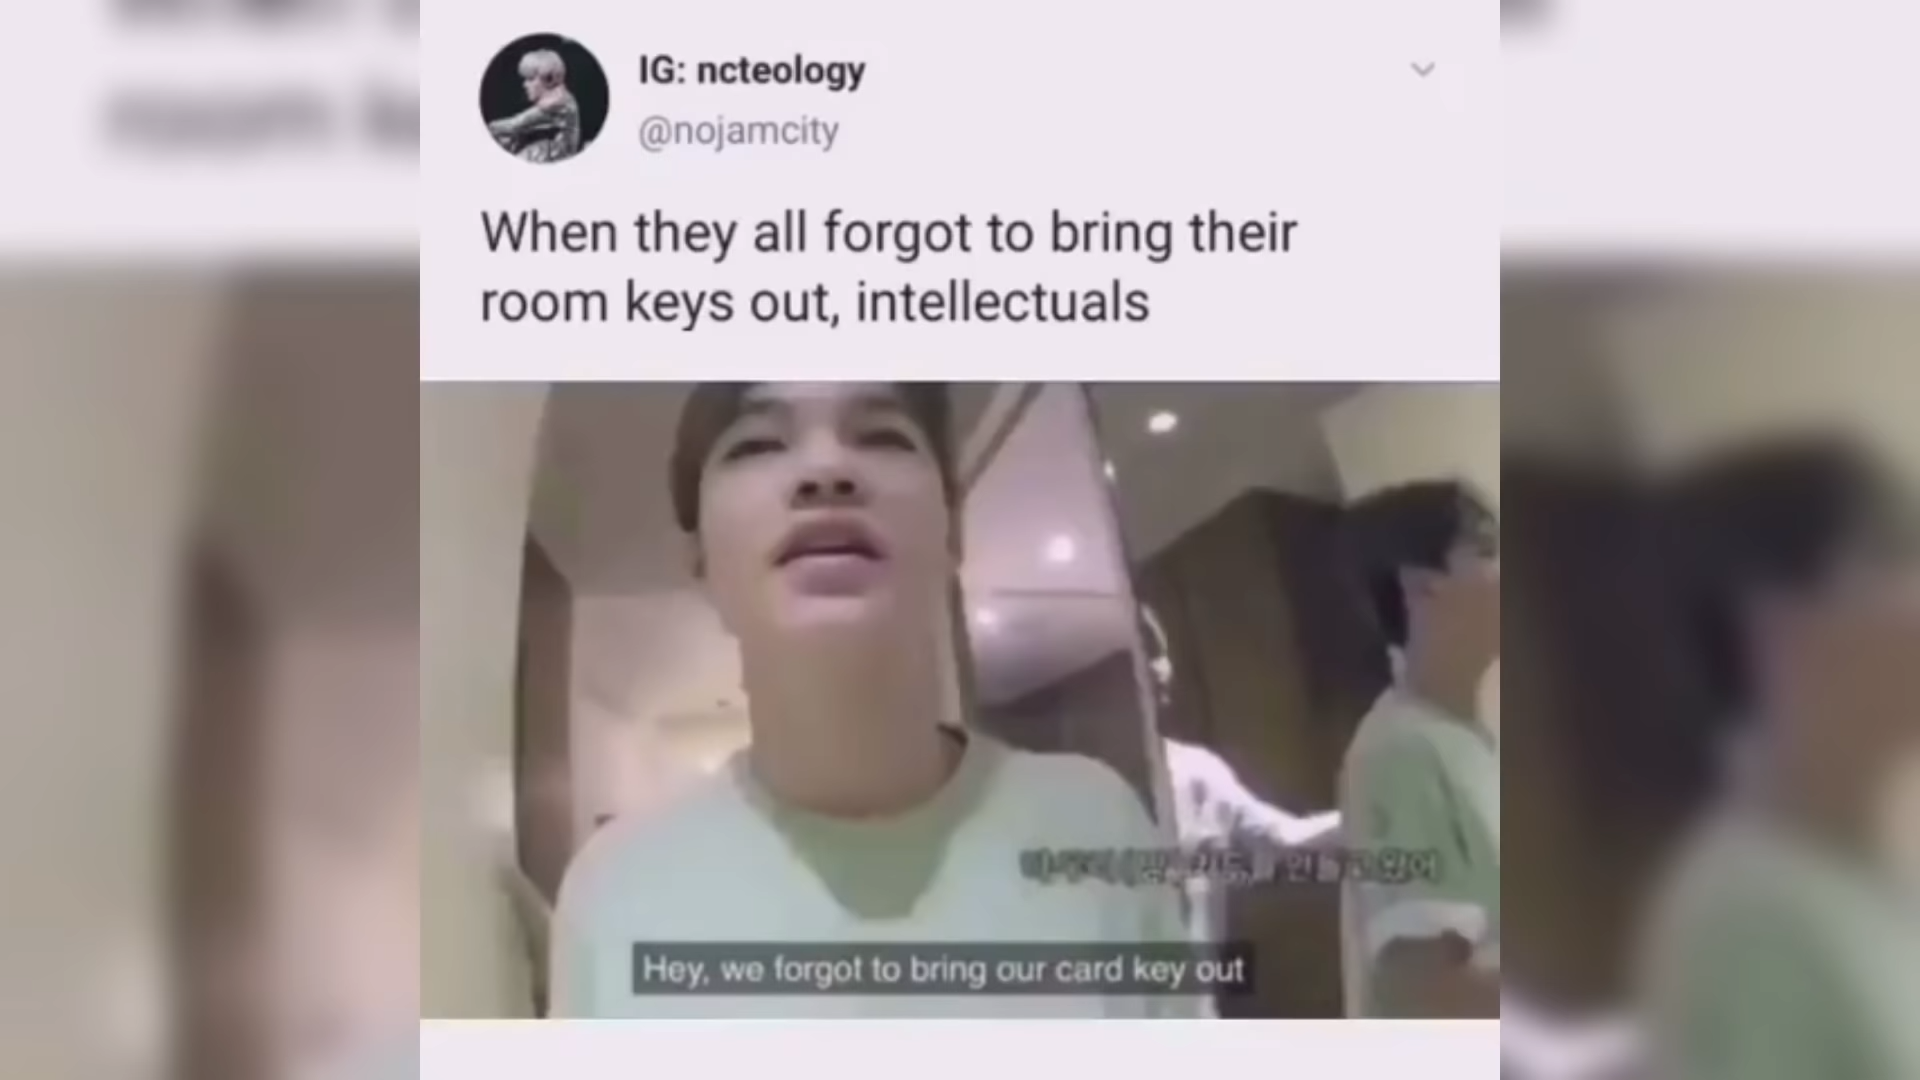 IG: ncteology
@nojamcity
When they all forgot to bring their
room keys out, intellectuals
Hey, we forgot to bring our card key out